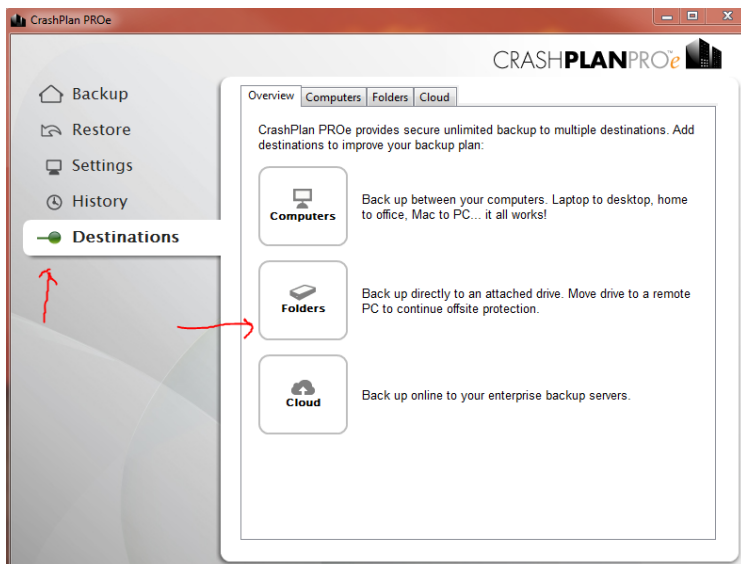 CrashPlan PROe
CRASHPLANPROe
Backup
Restore
Settings
History
Destinations
Overview Computers Folders Cloud
CrashPlan PROe provides secure unlimited backup to multiple destinations. Add
destinations to improve your backup plan:
Computers
Back up between your computers. Laptop to desktop, home
to office, Mac to PC... it all works!
Folders
Back up directly to an attached drive. Move drive to a remote
PC to continue offsite protection.
Cloud
Back up online to your enterprise backup servers.